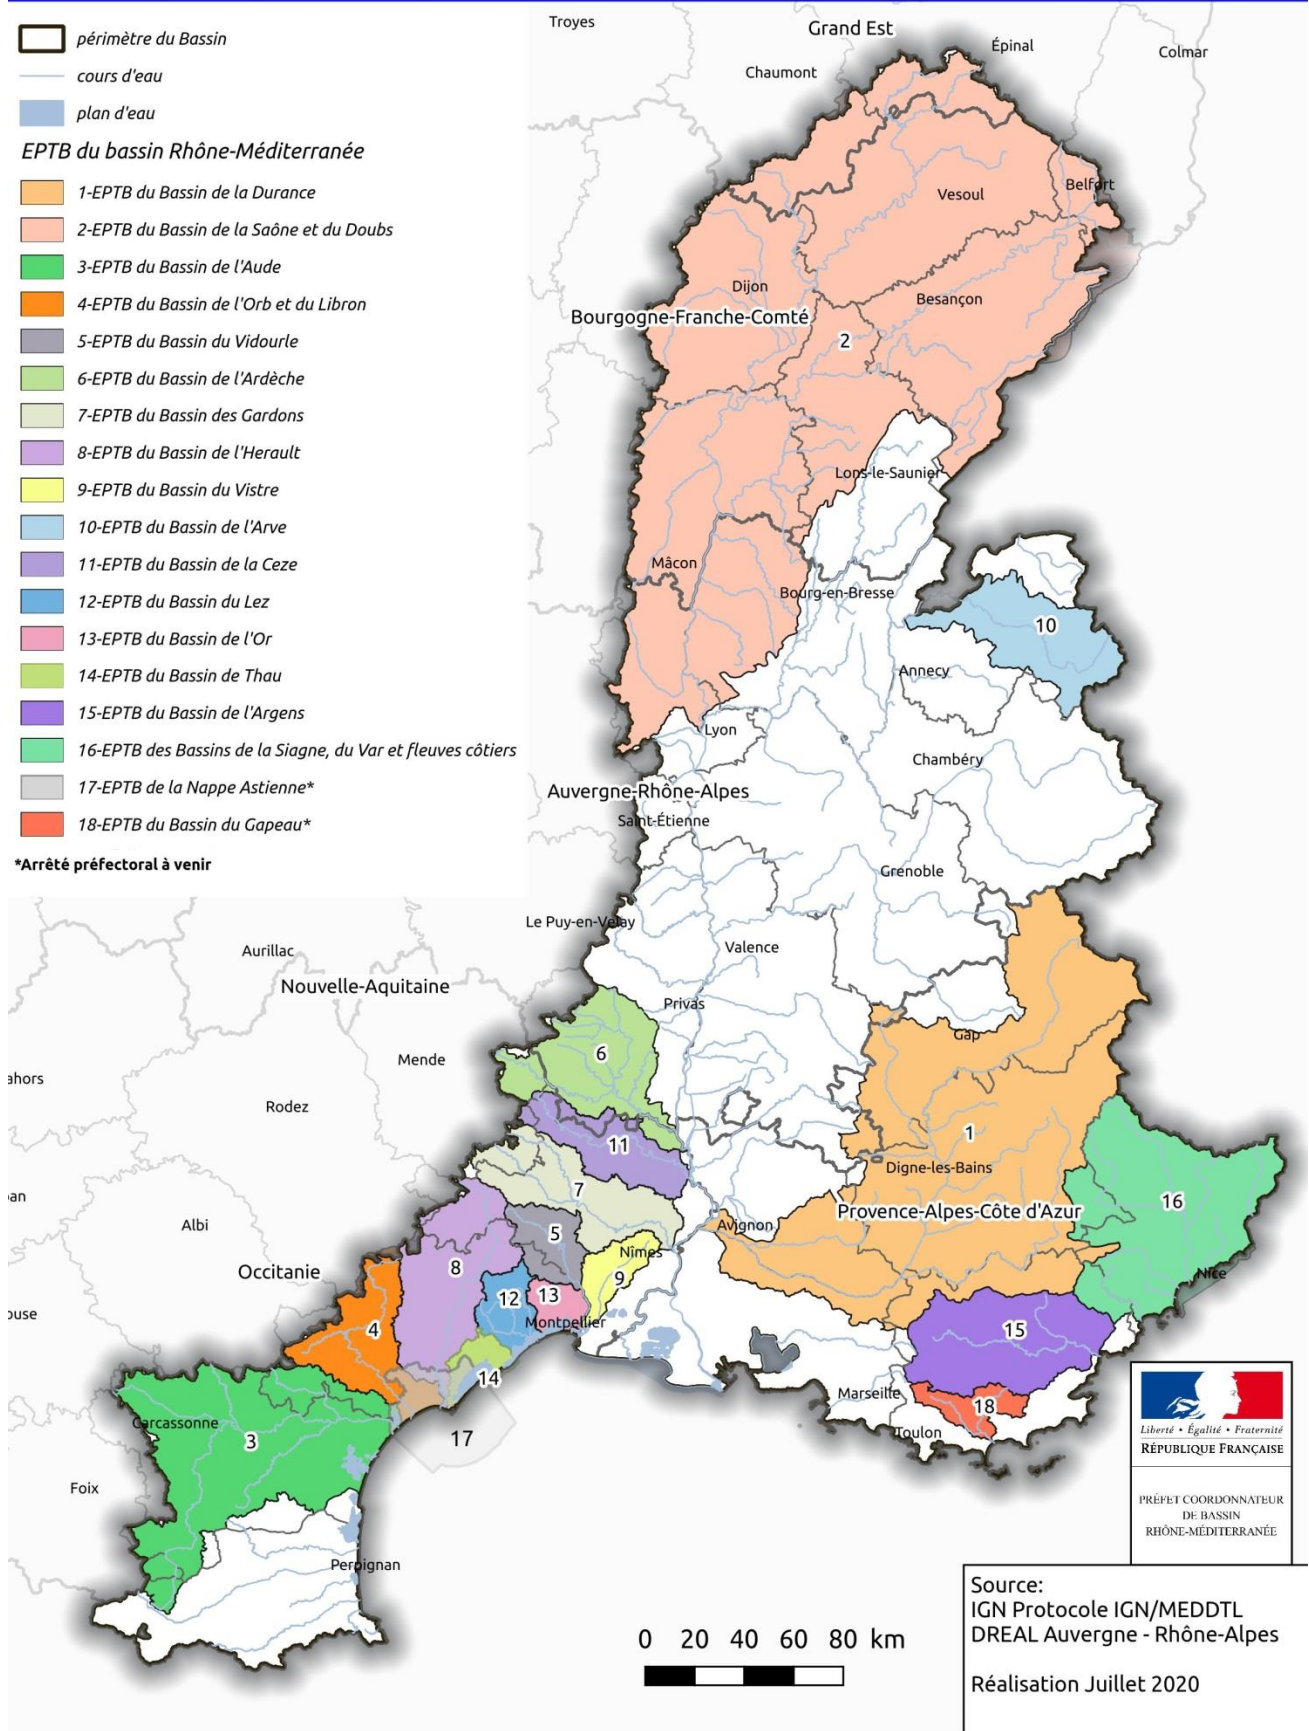 périmètre du Bassin
cours d'eau
plan d'eau
EPTB du bassin Rhône-Méditerranée
1-EPTB du Bassin de la Durance
2-EPTB du Bassin de la Saône et du Doubs
3-EPTB du Bassin de l'Aude
4-EPTB du Bassin de l'Orb et du Libron
5-EPTB du Bassin du Vidourle
6-EPTB du Bassin de l'Ardèche
7-EPTB du Bassin des Gardons
8-EPTB du Bassin de l'Herault
9-EPTB du Bassin du Vistre
10-EPTB du Bassin de l'Arve
11-EPTB du Bassin de la Ceze
12-EPTB du Bassin du Lez
13-EPTB du Bassin de l'Or
14-EPTB du Bassin de Thau
15-EPTB du Bassin de l'Argens
16-EPTB des Bassins de la Siagne, du Var et fleuves côtiers
17-EPTB de la Nappe Astienne*
18-EPTB du Bassin du Gapeau*
*Arrêté préfectoral à venir
Troyes
Grand Est
Épinal
Colmar
Chaumont
Belfort
Vesoul
Dijon
Besançon
Bourgogne-Franche-Comté
2
Lons-le-Saunier
Mâcon
Bourg-en-Bresse
10
Annecy
Lyon
Chambéry
Auvergne-Rhône-Alpes
Saint-Étienne
Grenoble
Le Puy-en-Velay
Valence
Aurillac
Nouvelle-Aquitaine
Privas
Gap
6
Mende
ahors
Rodez
11
1
Digne-les-Bains
7
an
16
Albi
Avignon
Provence-Alpes-Côte d'Azur
5
Nîmes
8
Occitanie
9
Nice
12
13
ouse
4
Montpellier
15
14
Marseille
18
Carcassonne
3
17
Toulon
Foix
Perpignan
Liberté • Égalité • Fraternité
RÉPUBLIQUE FRANÇAISE
PRÉFET COORDONNATEUR
DE BASSIN
RHÔNE-MÉDITERRANÉE
0 20 40 60 80 km
Source:
IGN Protocole IGN/MEDDTL
DREAL Auvergne - Rhône-Alpes
Réalisation Juillet 2020